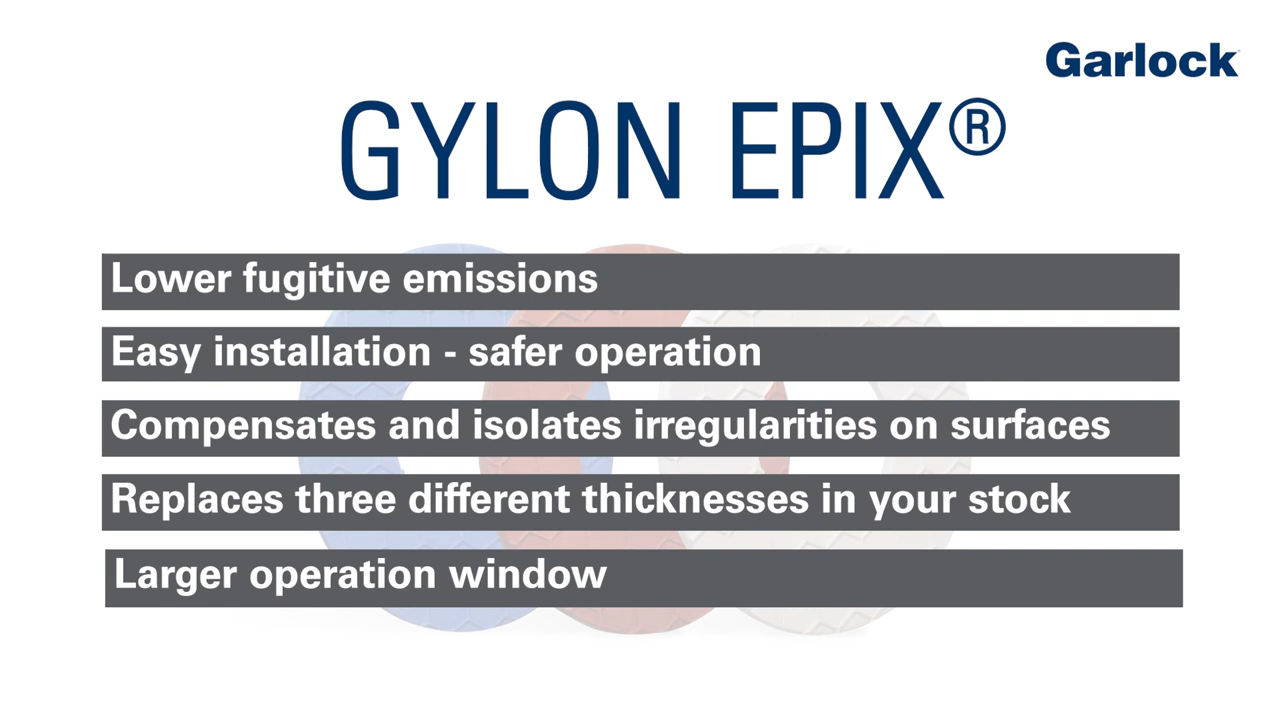 Garlock
GYLON EPIX®
Lower fugitive emissions
Easy installation - safer operation
Compensates and isolates irregularities on surfaces
Replaces three different thicknesses in your stock
Larger operation window